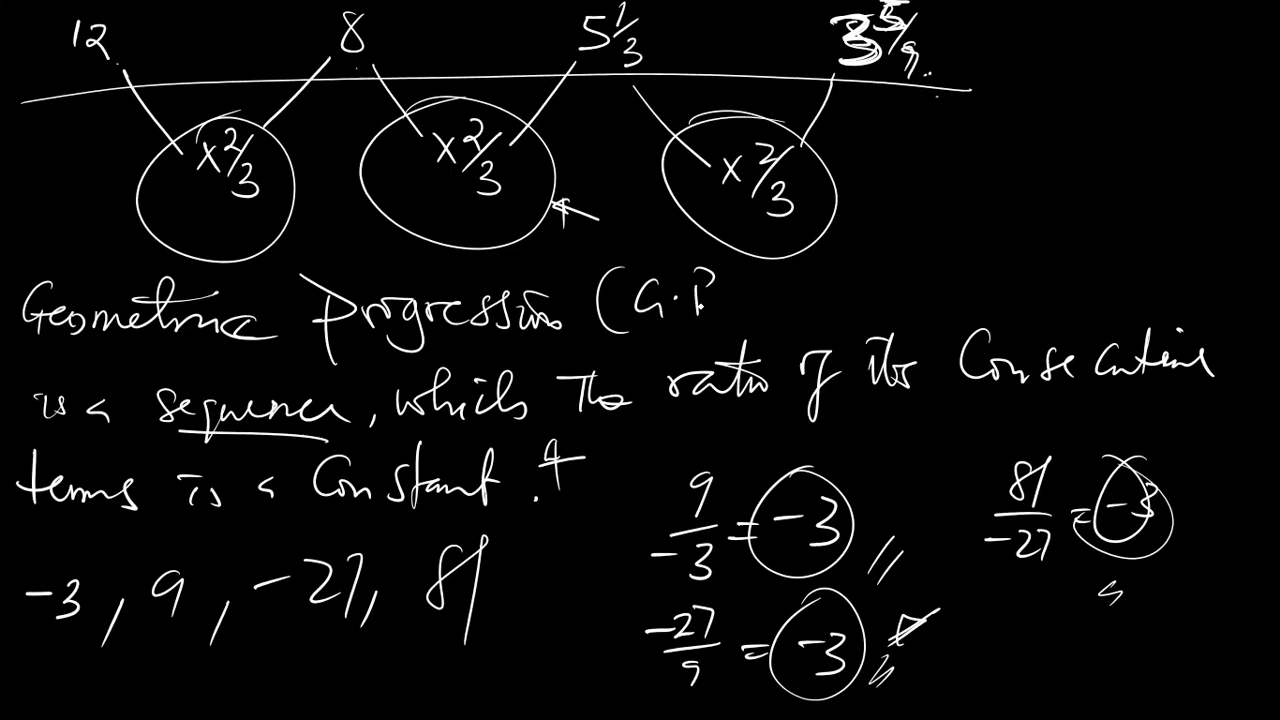 12 8 5 1/3 3 5/9
×2/3 ×2/3 ×2/3
Geometric Progression (G.P
is a sequence, which the ratio of its Consecutive
terms is a Constant.
-3, 9, -27, 81
9/-3 = -3
81/-27 = -3
-27/9 = -3